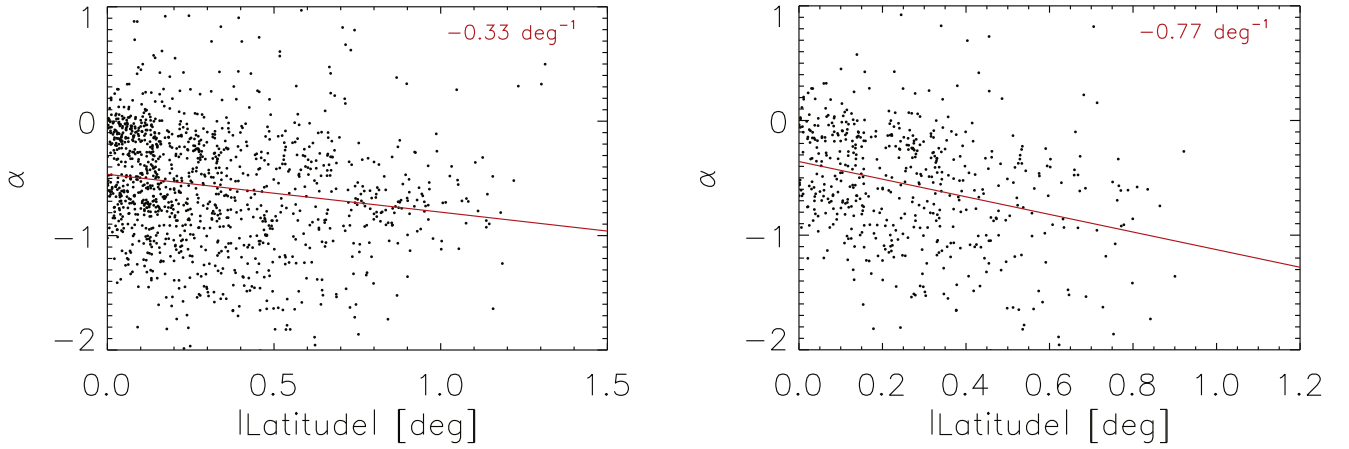 −0.33 deg⁻¹
1
0
−1
−2
α
0.0 0.5 1.0 1.5
|Latitude| [deg]
−0.77 deg⁻¹
1
0
−1
−2
α
0.0 0.2 0.4 0.6 0.8 1.0 1.2
|Latitude| [deg]